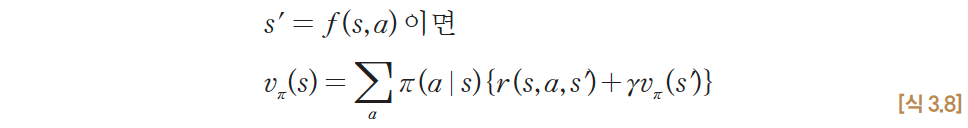 s′ = f(s,a) 이면
v_π(s) = ∑_a π(a|s){r(s,a,s′)+γv_π(s′)}
[식 3.8]